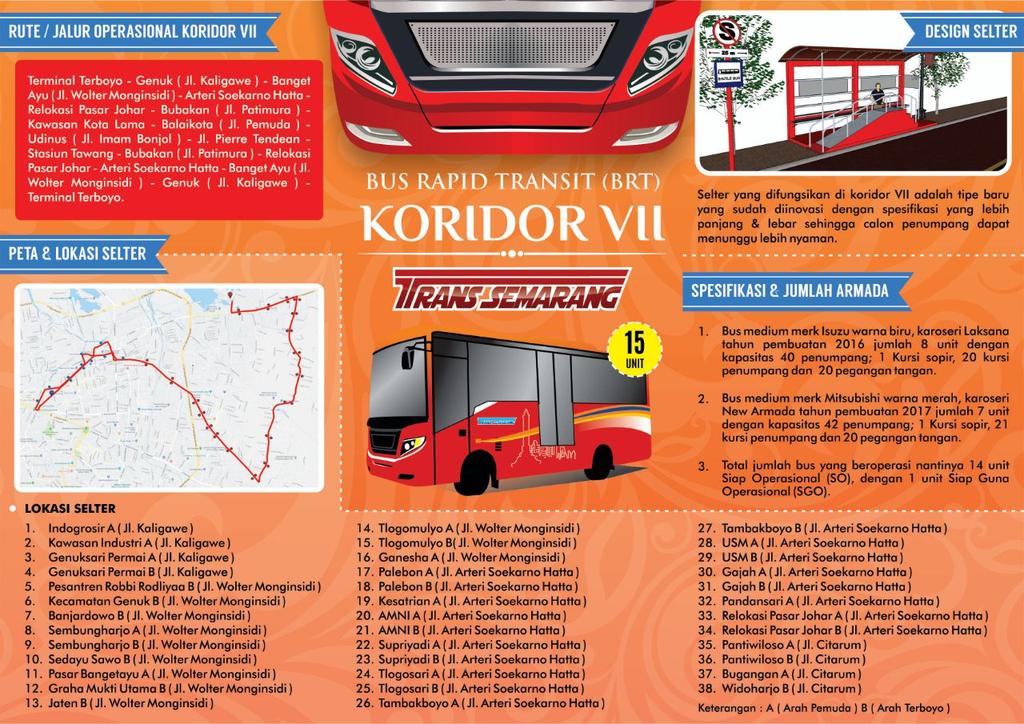 RUTE / JALUR OPERASIONAL KORIDOR VII
Terminal Terboyo - Genuk ( Jl. Kaligawe ) - Banget
Ayu ( Jl. Wolter Monginsidi ) - Arteri Soekarno Hatta -
Relokasi Pasar Johar - Bubakan ( Jl. Patimura ) -
Kawasan Kota Lama - Balaikota ( Jl. Pemuda ) -
Udinus ( Jl. Imam Bonjol ) - Jl. Pierre Tendean -
Stasiun Tawang - Bubakan ( Jl. Patimura ) - Relokasi
Pasar Johar - Arteri Soekarno Hatta - Banget Ayu ( Jl.
Wolter Monginsidi ) - Genuk ( Jl. Kaligawe ) -
Terminal Terboyo.
BUS RAPID TRANSIT (BRT)
KORIDOR VII
TRANS SEMARANG
15
UNIT
DESIGN SELTER
S
25 m
SHUTTLE BUS
Selter yang difungsikan di koridor VII adalah tipe baru
yang sudah diinovasi dengan spesifikasi yang lebih
panjang & lebar sehingga calon penumpang dapat
menunggu lebih nyaman.
PETA & LOKASI SELTER
SPESIFIKASI & JUMLAH ARMADA
1. Bus medium merk Isuzu warna biru, karoseri Laksana
tahun pembuatan 2016 jumlah 8 unit dengan
kapasitas 40 penumpang; 1 Kursi sopir, 20 kursi
penumpang dan 20 pegangan tangan.
2. Bus medium merk Mitsubishi warna merah, karoseri
New Armada tahun pembuatan 2017 jumlah 7 unit
dengan kapasitas 42 penumpang; 1 Kursi sopir, 21
kursi penumpang dan 20 pegangan tangan.
3. Total jumlah bus yang beroperasi nantinya 14 unit
Siap Operasional (SO), dengan 1 unit Siap Guna
Operasional (SGO).
LOKASI SELTER
1. Indogrosir A ( Jl. Kaligawe )
2. Kawasan Industri A ( Jl. Kaligawe )
3. Genuksari Permai A ( Jl. Kaligawe )
4. Genuksari Permai B ( Jl. Kaligawe )
5. Pesantren Robbi Rodliyaa B ( Jl. Wolter Monginsidi )
6. Kecamatan Genuk B ( Jl. Wolter Monginsidi )
7. Banjardowo B ( Jl. Wolter Monginsidi )
8. Sembungharjo A ( Jl. Wolter Monginsidi )
9. Sembungharjo B ( Jl. Wolter Monginsidi )
10. Sedayu Sawo B ( Jl. Wolter Monginsidi )
11. Pasar Bangetayu A ( Jl. Wolter Monginsidi )
12. Graha Mukti Utama B ( Jl. Wolter Monginsidi )
13. Jaten B ( Jl. Wolter Monginsidi )
14. Tlogomulyo A ( Jl. Wolter Monginsidi )
15. Tlogomulyo B( Jl. Wolter Monginsidi )
16. Ganesha A ( Jl. Wolter Monginsidi )
17. Palebon A ( Jl. Arteri Soekarno Hatta )
18. Palebon B ( Jl. Arteri Soekarno Hatta )
19. Kesatrian A ( Jl. Arteri Soekarno Hatta )
20. AMNI A ( Jl. Arteri Soekarno Hatta )
21. AMNI B ( Jl. Arteri Soekarno Hatta )
22. Supriyadi A ( Jl. Arteri Soekarno Hatta )
23. Supriyadi B ( Jl. Arteri Soekarno Hatta )
24. Tlogosari A ( Jl. Arteri Soekarno Hatta )
25. Tlogosari B ( Jl. Arteri Soekarno Hatta )
26. Tambakboyo A ( Jl. Arteri Soekarno Hatta )
27. Tambakboyo B ( Jl. Arteri Soekarno Hatta )
28. USM A ( Jl. Arteri Soekarno Hatta )
29. USM B ( Jl. Arteri Soekarno Hatta )
30. Gajah A ( Jl. Arteri Soekarno Hatta )
31. Gajah B ( Jl. Arteri Soekarno Hatta )
32. Pandansari A ( Jl. Arteri Soekarno Hatta )
33. Relokasi Pasar Johar A ( Jl. Arteri Soekarno Hatta )
34. Relokasi Pasar Johar B ( Jl. Arteri Soekarno Hatta )
35. Pantiwiloso A ( Jl. Citarum )
36. Pantiwiloso B ( Jl. Citarum )
37. Bugangan A ( Jl. Citarum )
38. Widoharjo B ( Jl. Citarum )
Keterangan : A ( Arah Pemuda ) B ( Arah Terboyo )